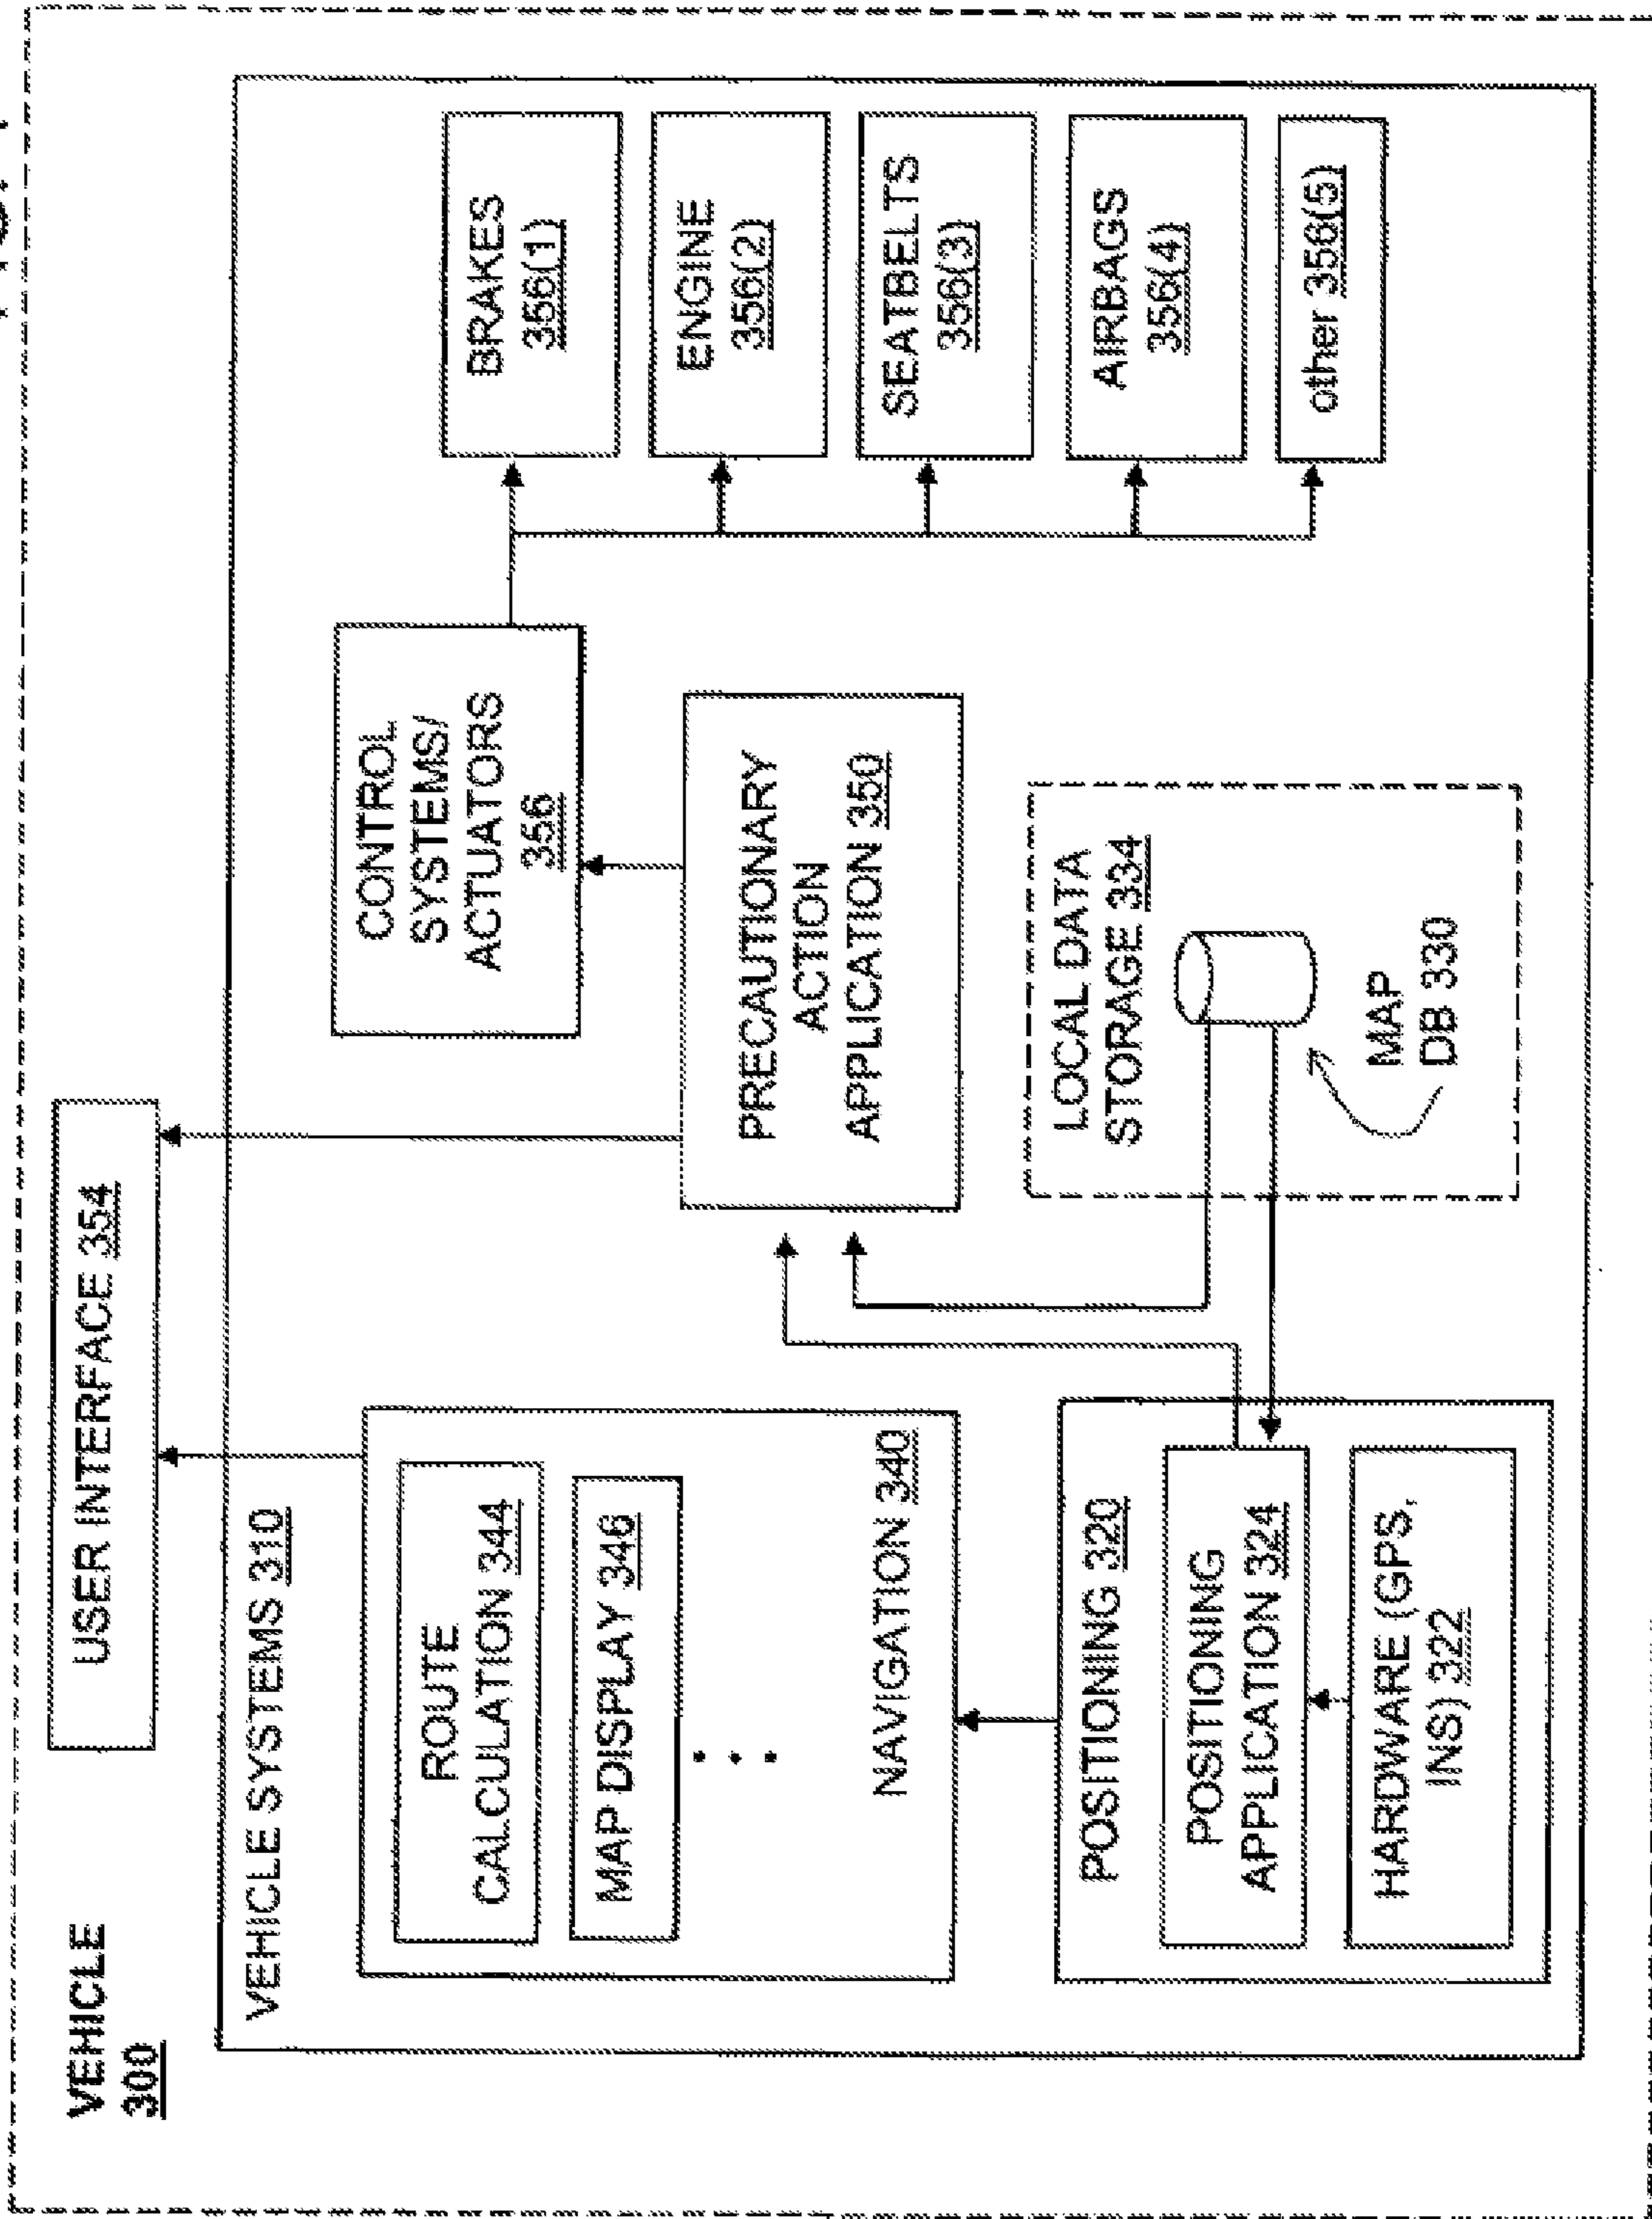 VEHICLE
300
USER INTERFACE 354
VEHICLE SYSTEMS 310
ROUTE
CALCULATION 344
MAP DISPLAY 346
NAVIGATION 340
POSITIONING 320
POSITIONING
APPLICATION 324
HARDWARE (GPS,
INS) 322
CONTROL
SYSTEMS/
ACTUATORS
356
PRECAUTIONARY
ACTION
APPLICATION 350
LOCAL DATA
STORAGE 334
MAP
DB 330
BRAKES
356(1)
ENGINE
356(2)
SEATBELTS
356(3)
AIRBAGS
356(4)
other 356(5)